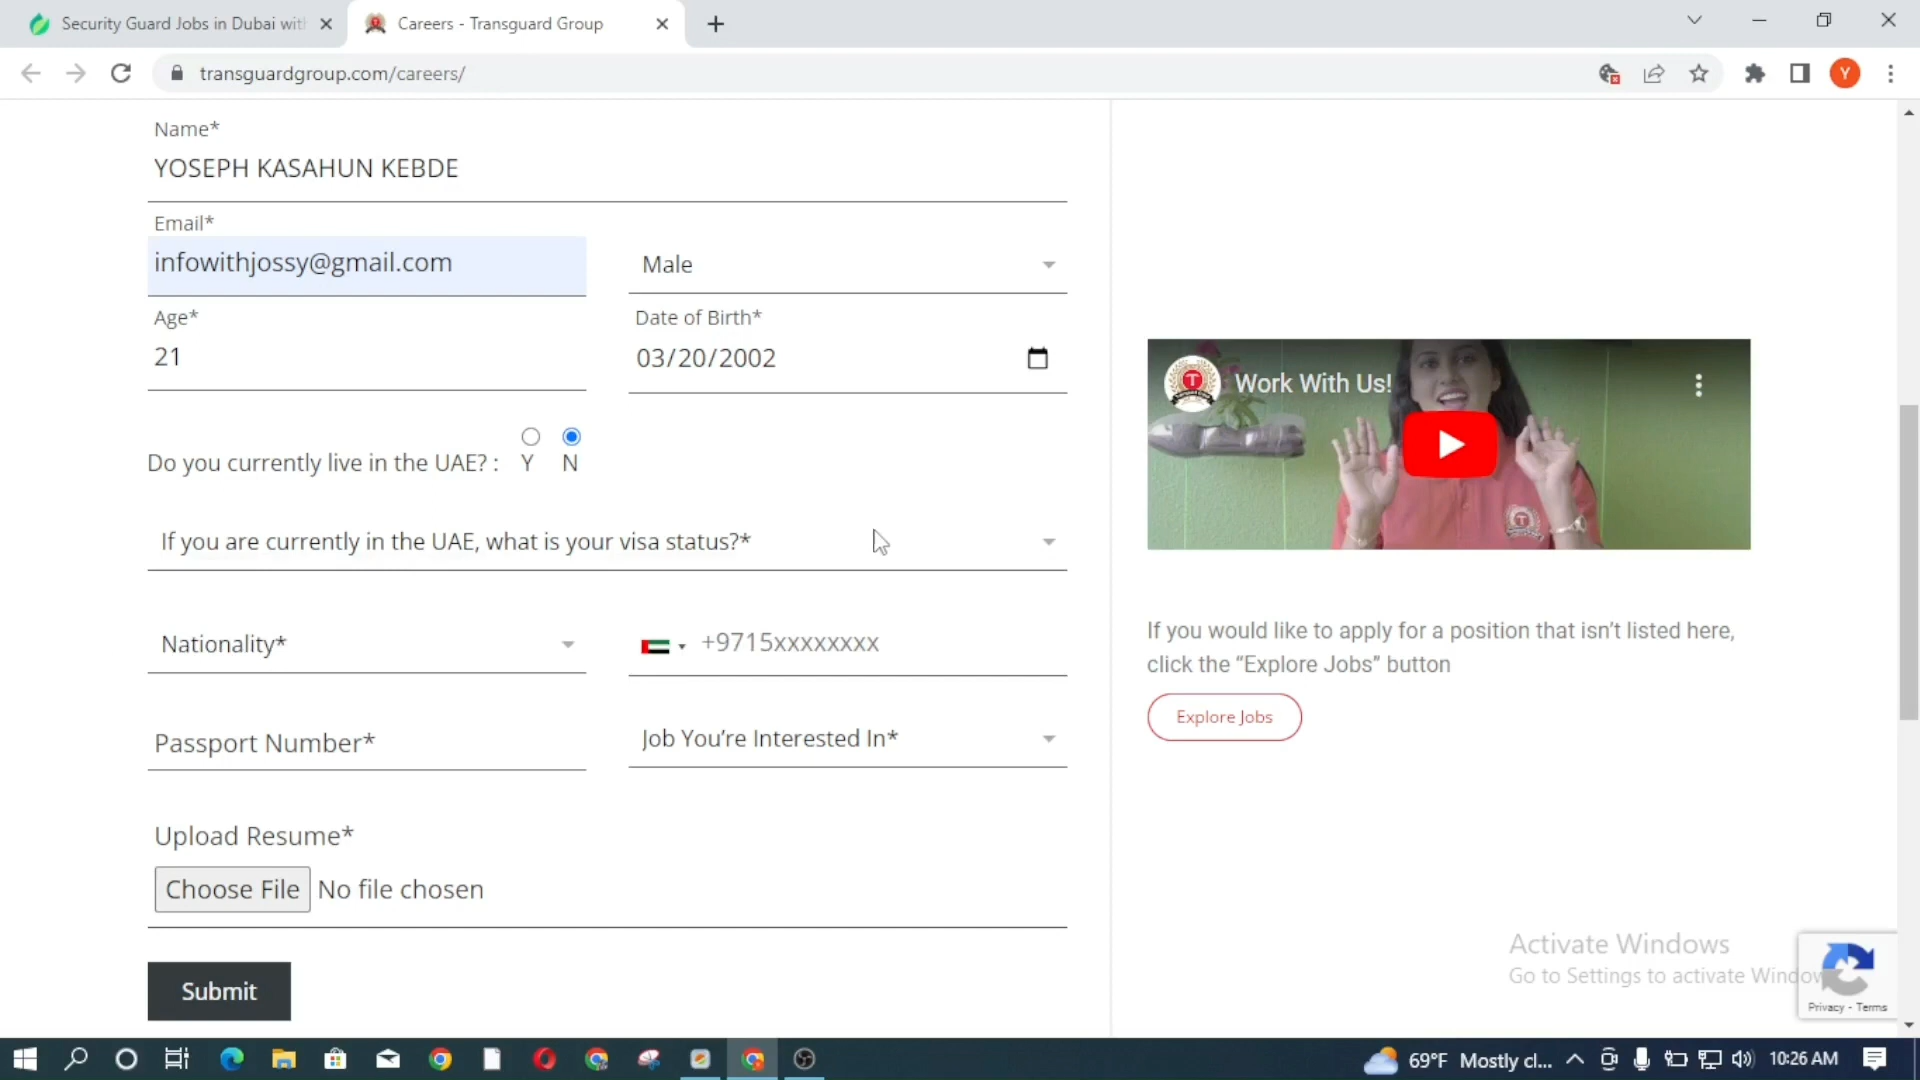 Security Guard Jobs in Dubai with
Careers - Transguard Group
transguardgroup.com/careers/
Y
Name*
YOSEPH KASAHUN KEBDE
Email*
infowithjossy@gmail.com
Male
Age*
21
Date of Birth*
03/20/2002
Do you currently live in the UAE? : Y N
If you are currently in the UAE, what is your visa status?*
Nationality*
+9715xxxxxxxx
Passport Number*
Job You’re Interested In*
Upload Resume*
Choose File No file chosen
Submit
T
Work With Us!
If you would like to apply for a position that isn’t listed here,
click the “Explore Jobs” button
Explore Jobs
Activate Windows
Go to Settings to activate Window
Privacy - Terms
69°F Mostly cl...
10:26 AM